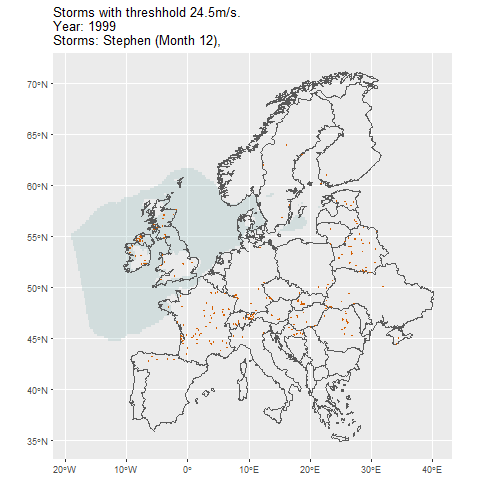 Storms with threshhold 24.5m/s.
Year: 1999
Storms: Stephen (Month 12),
70°N
65°N
60°N
55°N
50°N
45°N
40°N
35°N
20°W
10°W
0°
10°E
20°E
30°E
40°E